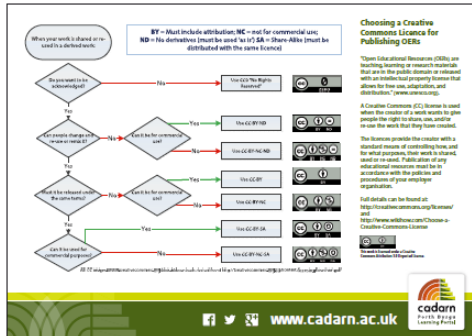 When your work is shared or re-
used in a derived work:
BY = Must include attribution; NC = not for commercial use;
ND = No derivatives (must be used 'as is') SA = Share-Alike (must be
distributed with the same licence)
Do you want to be
acknowledged?
No
Use CC0 "No Rights
Reserved"
ZERO
Yes
Can people change and
re-use or remix it?
No
Can it be for commercial
use?
Yes
Use CC-BY-ND
No
Use CC-BY-NC-ND
Yes
Must it be released under
the same terms?
No
Can it be for commercial
use?
Yes
Use CC-BY
No
Use CC-BY-NC
Yes
Can it be used for
commercial purposes?
Yes
Use CC-BY-SA
No
Use CC-BY-NC-SA
Choosing a Creative
Commons Licence for
Publishing OERs
"Open Educational Resources (OERs) are
teaching, learning or research materials
that are in the public domain or released with
an intellectual property license that
allows for free use, adaptation, and
distribution." (www.unesco.org).
A Creative Commons (CC) license is used
when the creator of a work wants to give
people the right to share, use, and/or
re-use the work that they have created.
The licences provide the creator with a
standard means of controlling how, and
for what purposes, their work is shared,
used or re-used. Publication of any
educational resources must be in
accordance with the policies and
procedures of your employer
organisation.
Full details can be found at:
http://creativecommons.org/licenses/
and
http://www.wikihow.com/Choose-a-
Creative-Commons-License
This work is licensed under a Creative
cadarn
Porth Dysgu
Learning Portal
www.cadarn.ac.uk